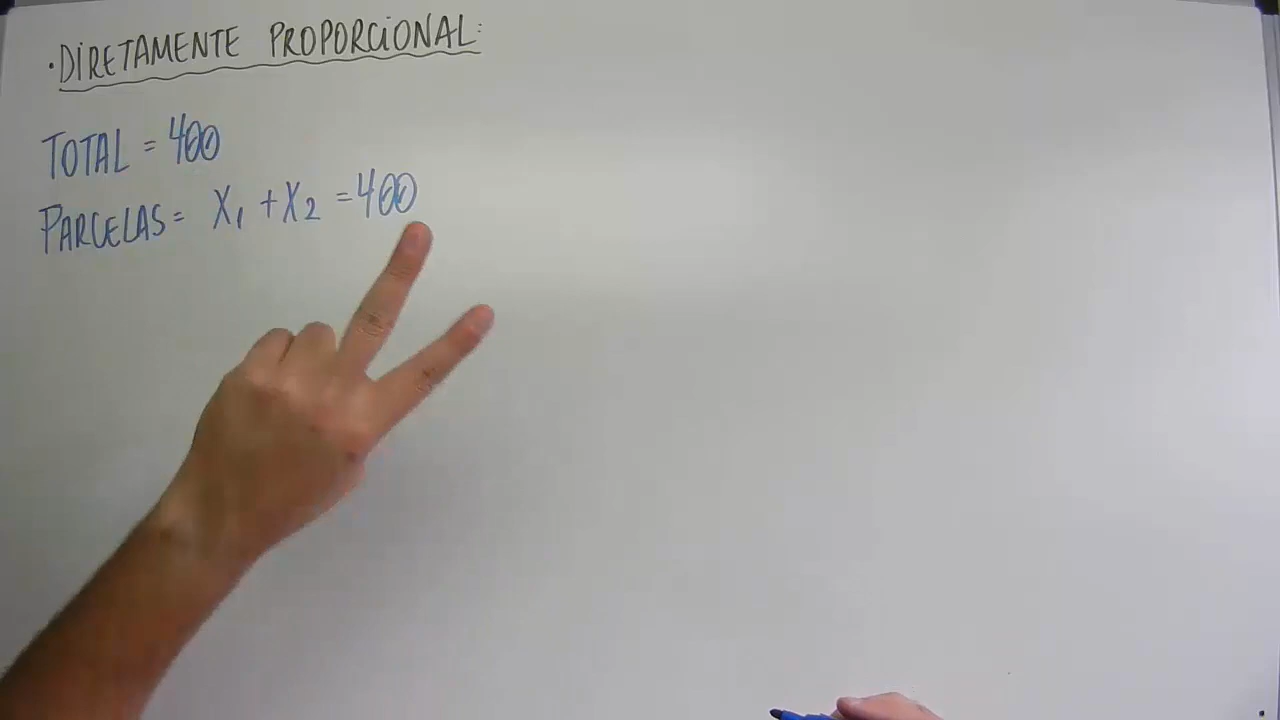 • DIRETAMENTE PROPORCIONAL:
TOTAL = 400
PARCELAS = X₁ + X₂ = 400